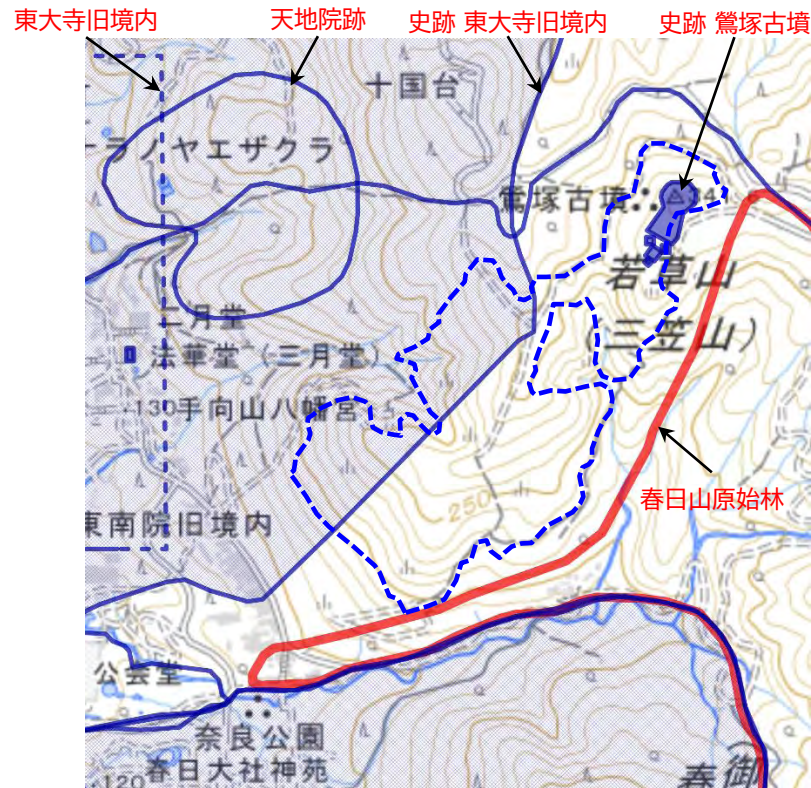 東大寺旧境内
天地院跡
史跡 東大寺旧境内
史跡 鶯塚古墳
十国台
ラノヤエザクラ
鶯塚古墳
若草山
(三笠山)
二月堂
法華堂(三月堂)
130
手向山八幡宮
250
春日山原始林
東南院旧境内
公会堂
奈良公園
120
春日大社神苑
春
御